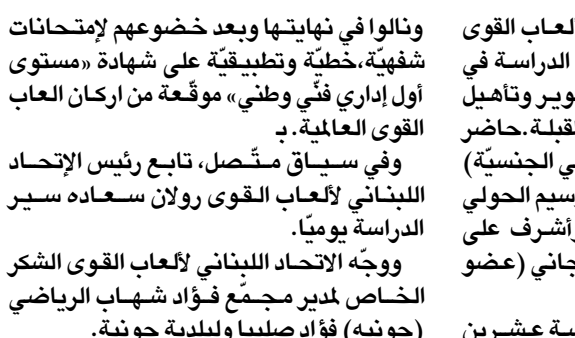 لعاب القوى
الدراسة في
وير وتأهيل
قبلة.حاضر
ي الجنسيّة)
سيم الحولي
أشرف على
جاني (عضو
سة عشرين
ونالوا في نهايتها وبعد خضوعهم لإمتحانات
شفهيّة،خطيّة وتطبيقيّة على شهادة «مستوى
أول إداري فنّي وطني» موقّعة من اركان العاب
القوى العالمية. بـ
وفي سياق متّصل، تابع رئيس الإتحاد
اللبناني لألعاب القوى رولان سعاده سير
الدراسة يوميّا.
ووجّه الاتحاد اللبناني لألعاب القوى الشكر
الخاص لمدير مجمّع فؤاد شهاب الرياضي
(جونيه) فؤاد صليبا ولبلدية جونية.